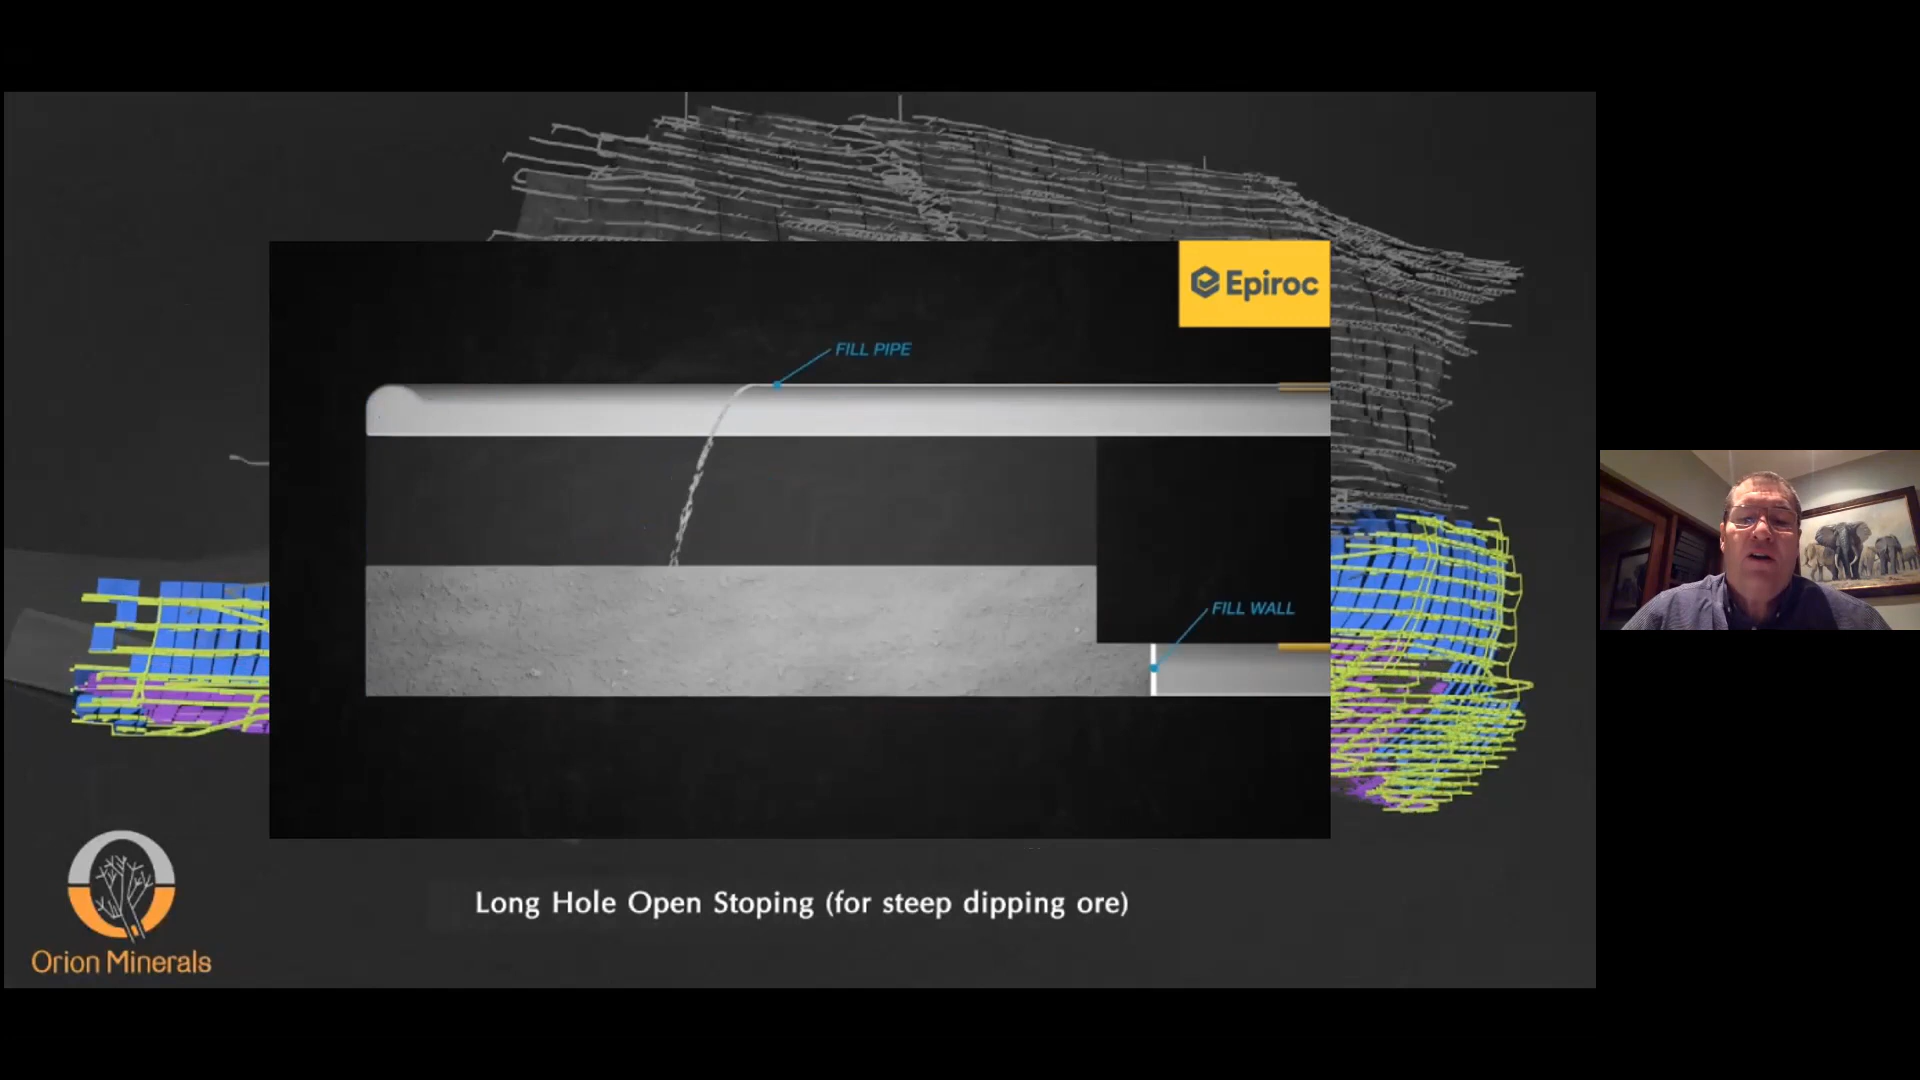 Epiroc
FILL PIPE
FILL WALL
Long Hole Open Stoping (for steep dipping ore)
Orion Minerals